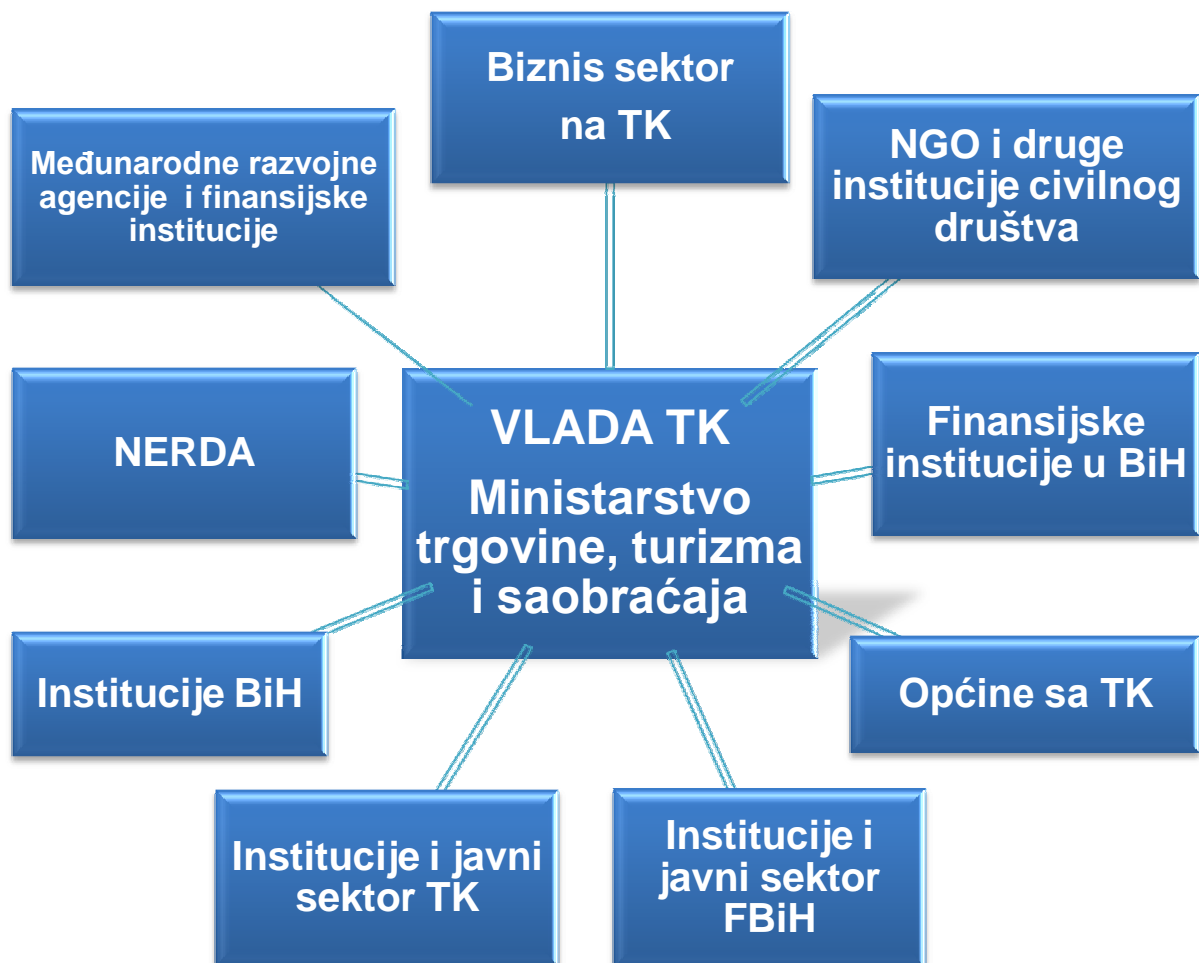 Biznis sektor
na TK
Međunarodne razvojne
agencije i finansijske
institucije
NGO i druge
institucije civilnog
društva
NERDA
VLADA TK
Ministarstvo
trgovine, turizma
i saobraćaja
Finansijske
institucije u BiH
Institucije BiH
Općine sa TK
Institucije i javni
sektor TK
Institucije i
javni sektor
FBiH